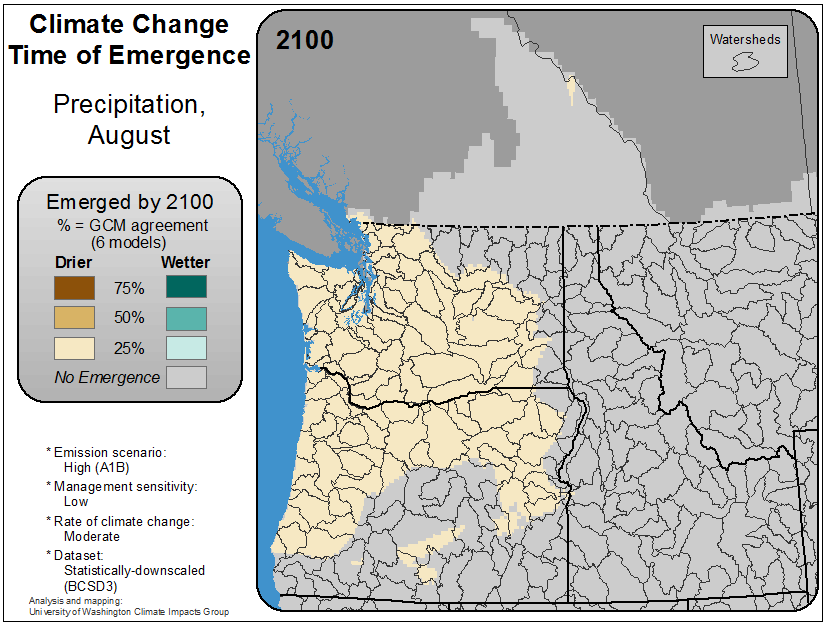 Climate Change
Time of Emergence
Precipitation,
August
Emerged by 2100
% = GCM agreement
(6 models)
Drier Wetter
75%
50%
25%
No Emergence
* Emission scenario:
High (A1B)
* Management sensitivity:
Low
* Rate of climate change:
Moderate
* Dataset:
Statistically-downscaled
(BCSD3)
Analysis and mapping:
University of Washington Climate Impacts Group
2100
Watersheds